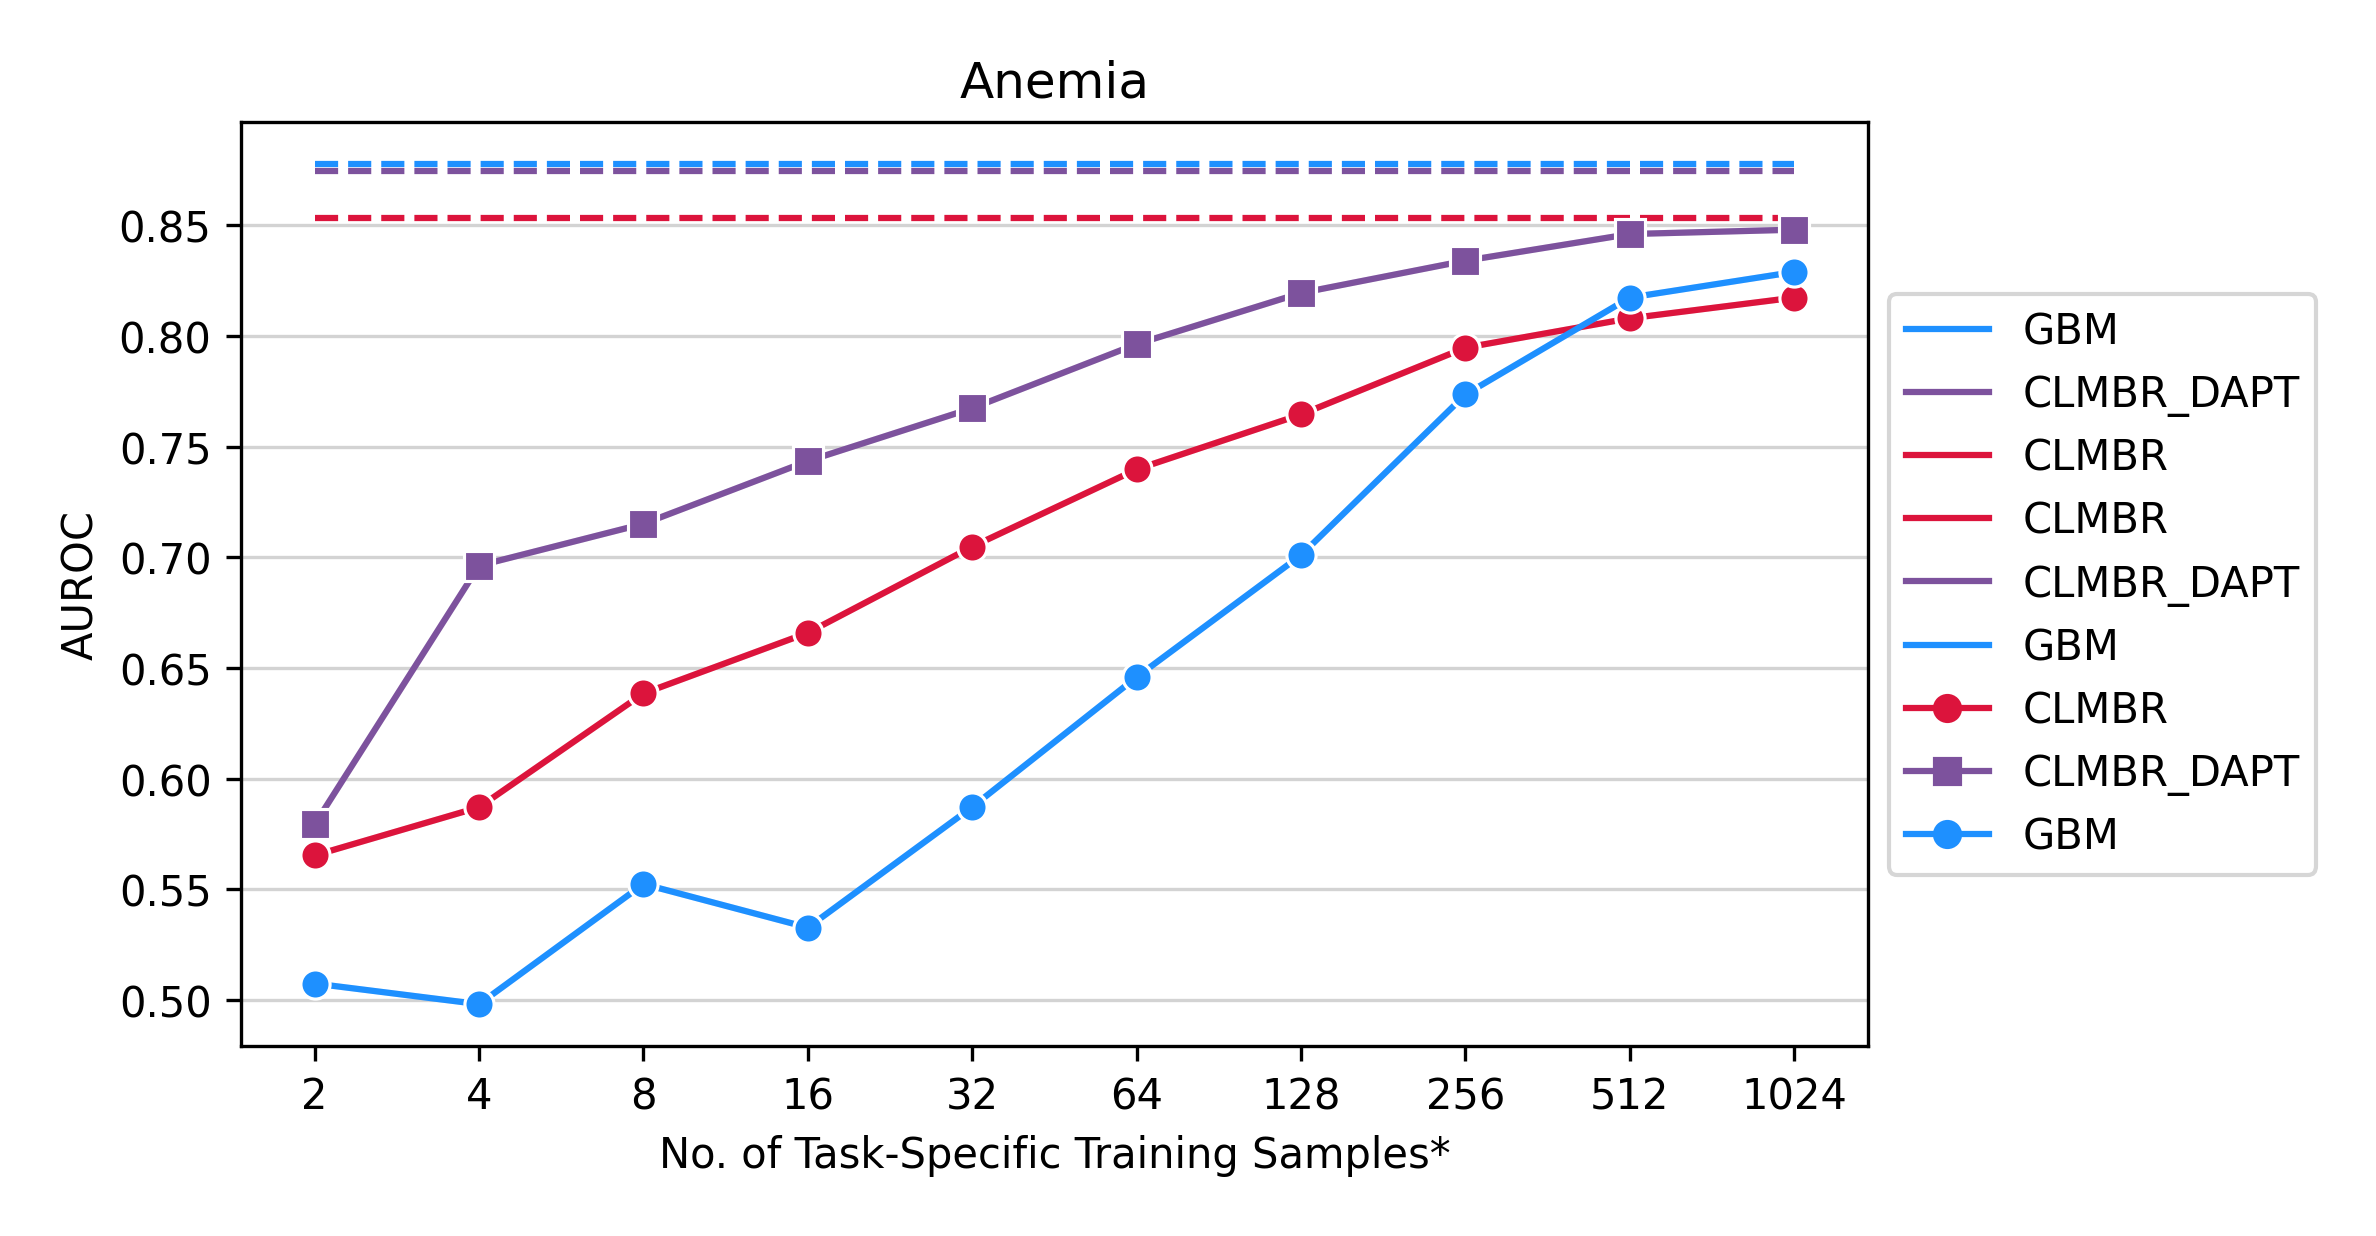 Anemia
0.85
0.80
0.75
0.70
0.65
0.60
0.55
0.50
AUROC
2 4 8 16 32 64 128 256 512 1024
No. of Task-Specific Training Samples*
GBM
CLMBR_DAPT
CLMBR
CLMBR
CLMBR_DAPT
GBM
CLMBR
CLMBR_DAPT
GBM